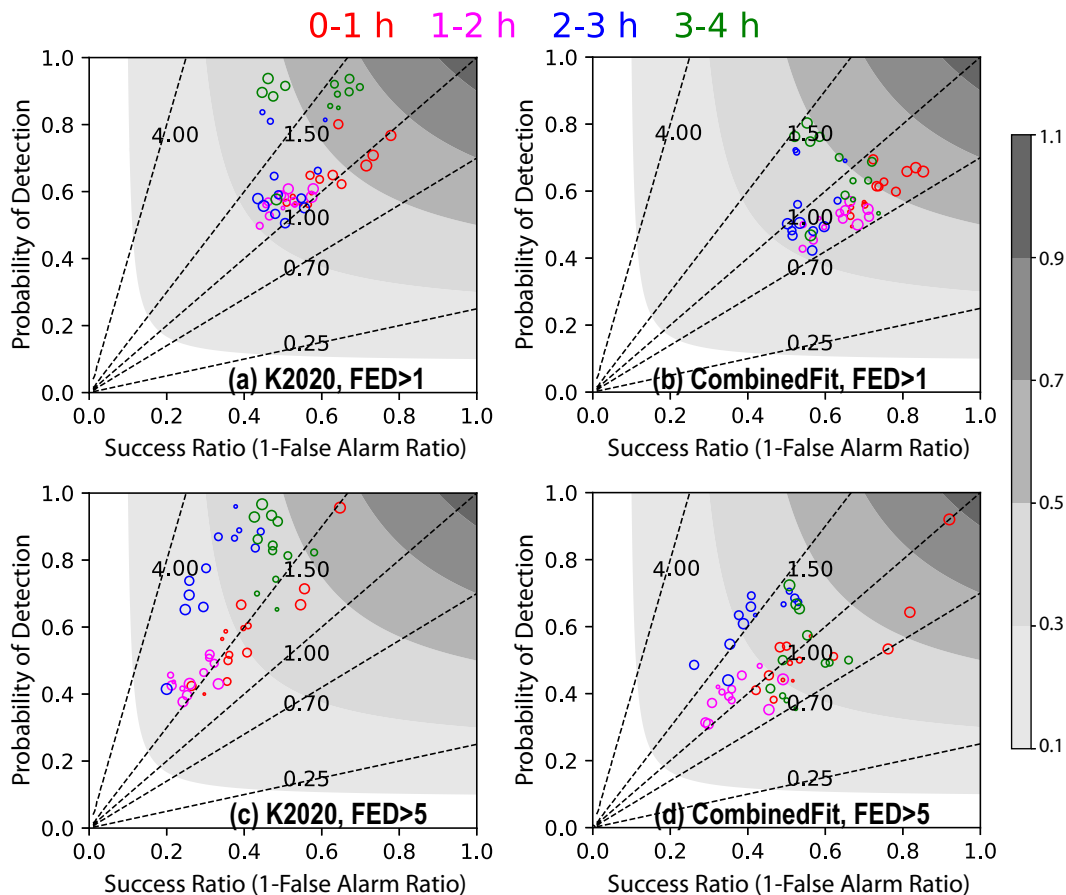 0-1 h 1-2 h 2-3 h 3-4 h
1.0
0.8
0.6
0.4
0.2
0.0
Probability of Detection
4.00
1.50
1.00
0.70
0.25
(a) K2020, FED>1
0.0 0.2 0.4 0.6 0.8 1.0
Success Ratio (1-False Alarm Ratio)
1.0
0.8
0.6
0.4
0.2
0.0
Probability of Detection
4.00
1.50
1.00
0.70
0.25
(b) CombinedFit, FED>1
0.0 0.2 0.4 0.6 0.8 1.0
Success Ratio (1-False Alarm Ratio)
1.1
0.9
0.7
0.5
0.3
0.1
1.0
0.8
0.6
0.4
0.2
0.0
Probability of Detection
4.00
1.50
1.00
0.70
0.25
(c) K2020, FED>5
0.0 0.2 0.4 0.6 0.8 1.0
Success Ratio (1-False Alarm Ratio)
1.0
0.8
0.6
0.4
0.2
0.0
Probability of Detection
4.00
1.50
1.00
0.70
0.25
(d) CombinedFit, FED>5
0.0 0.2 0.4 0.6 0.8 1.0
Success Ratio (1-False Alarm Ratio)